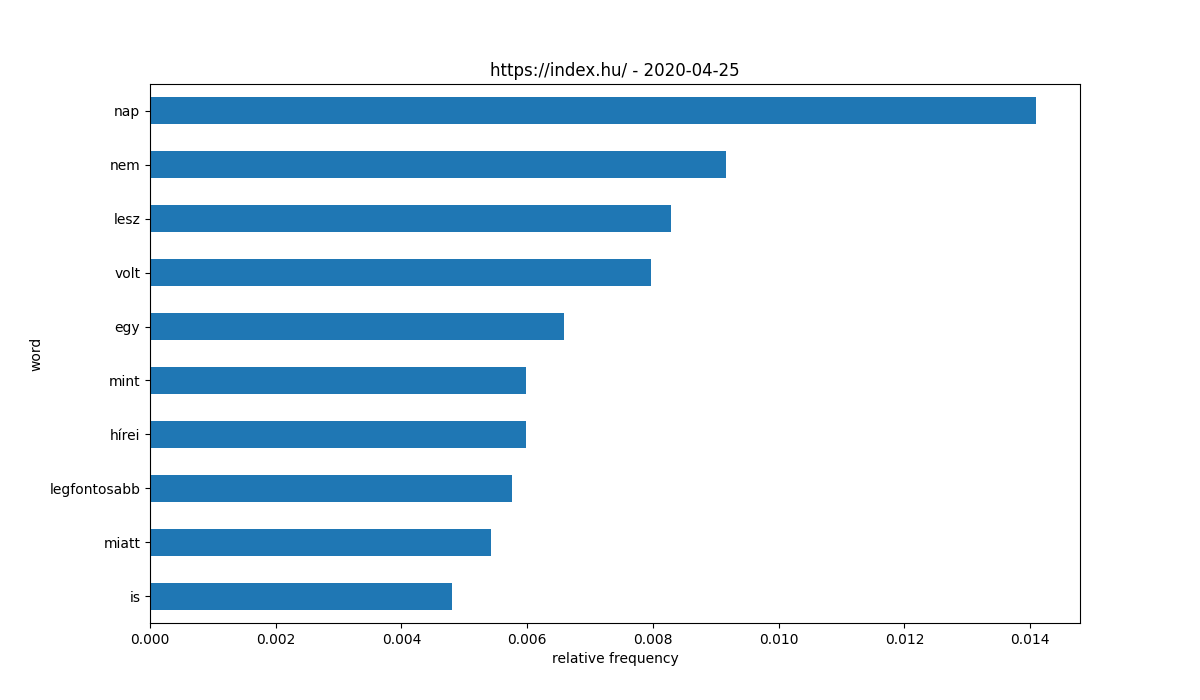 https://index.hu/ - 2020-04-25
word
nap
nem
lesz
volt
egy
mint
hírei
legfontosabb
miatt
is
0.000 0.002 0.004 0.006 0.008 0.010 0.012 0.014
relative frequency